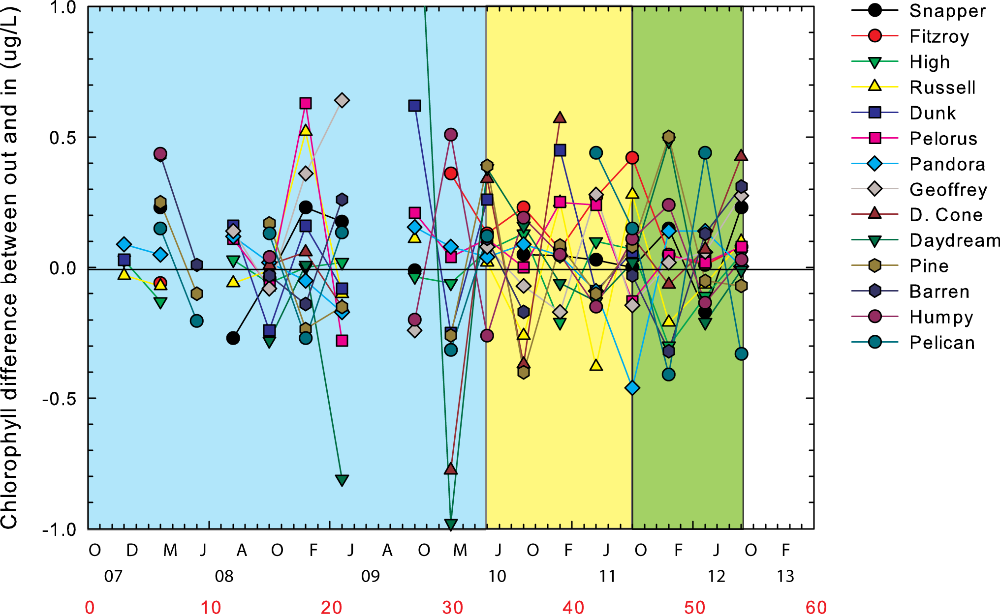 Chlorophyll difference between out and in (ug/L)
1.0
0.5
0.0
-0.5
-1.0
O D M J A O F J A O M J O F J O F J O F
07 08 09 10 11 12 13
0 10 20 30 40 50 60
Snapper
Fitzroy
High
Russell
Dunk
Pelorus
Pandora
Geoffrey
D. Cone
Daydream
Pine
Barren
Humpy
Pelican